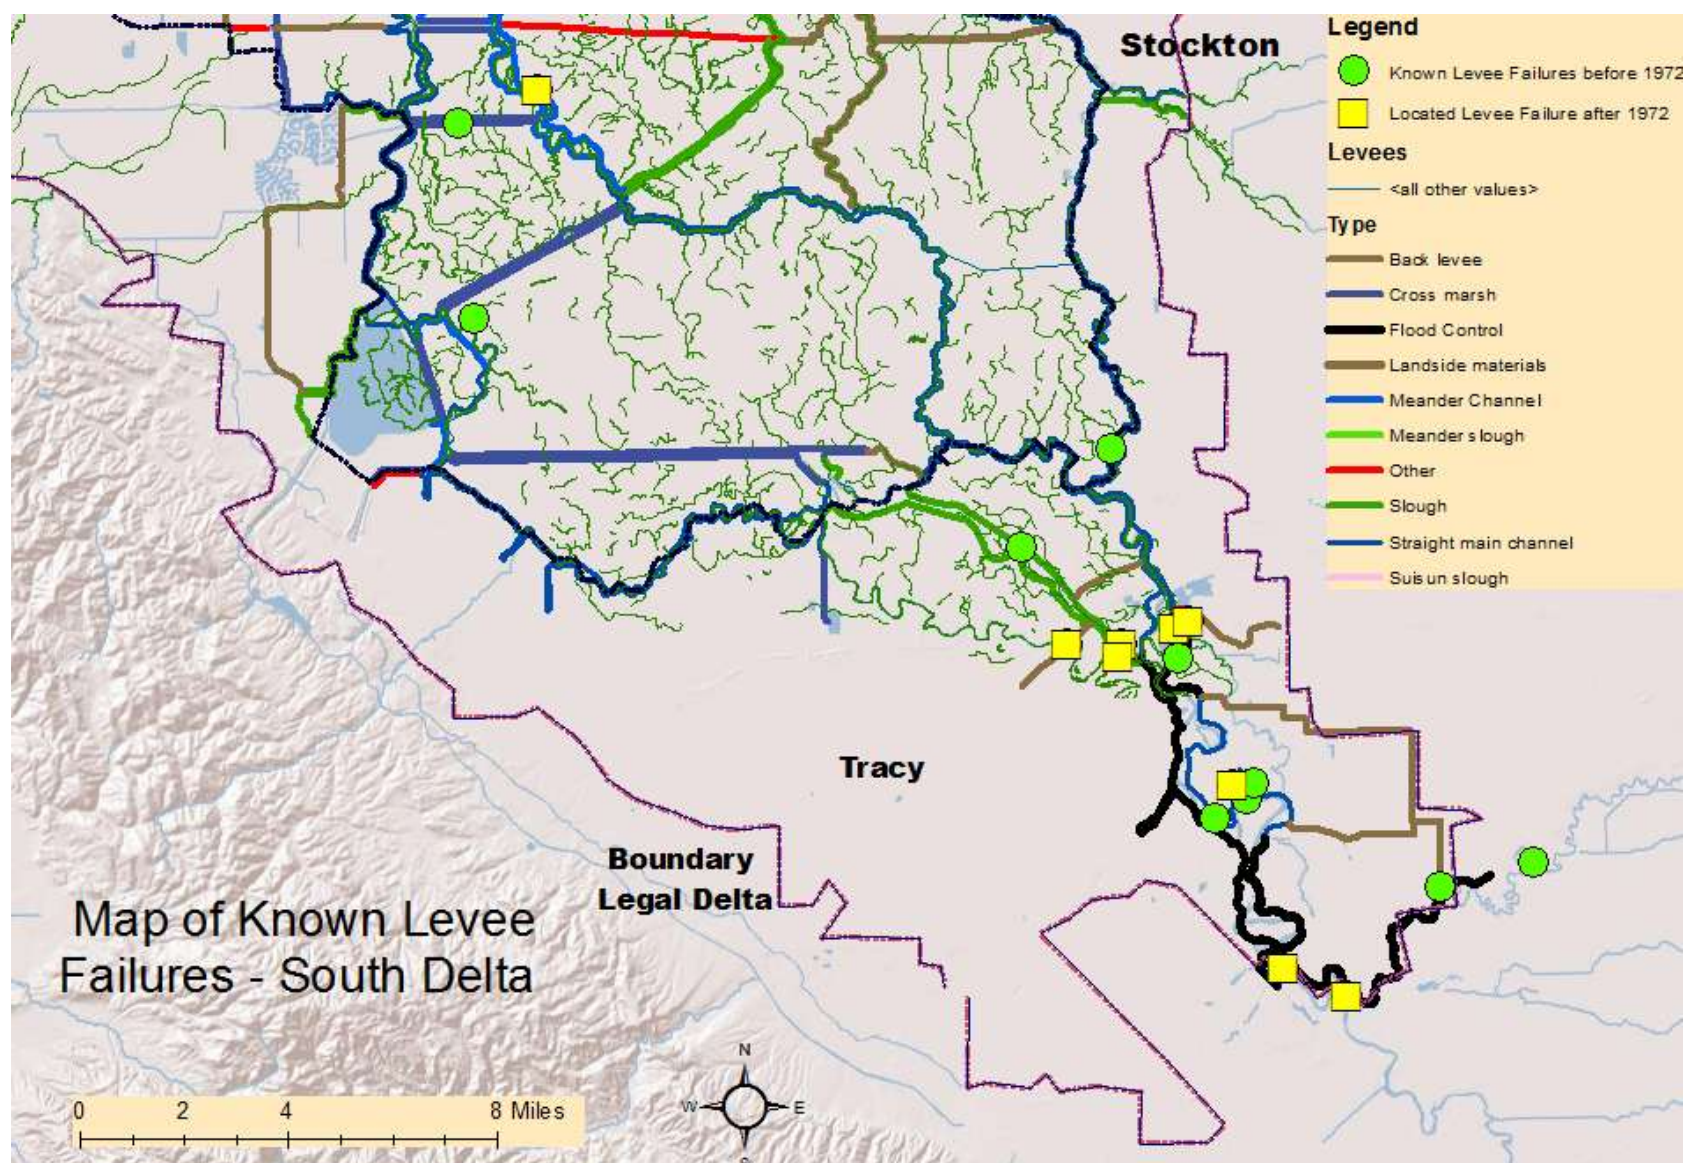 Stockton
Legend
Known Levee Failures before 1972
Located Levee Failure after 1972
Levees
<all other values>
Type
Back levee
Cross marsh
Flood Control
Landside materials
Meander Channel
Meander slough
Other
Slough
Straight main channel
Suisun slough
Tracy
Boundary
Legal Delta
Map of Known Levee
Failures - South Delta
0 2 4 8 Miles
N
W E
S